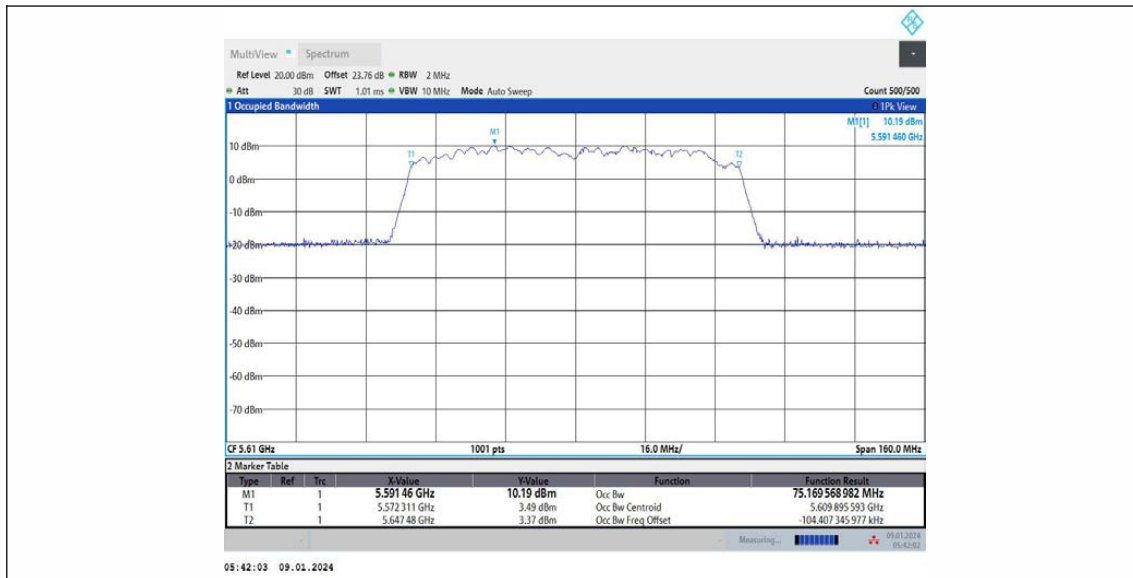 MultiView Spectrum
Ref Level 20.00 dBm Offset 23.76 dB RBW 2 MHz
Att 30 dB SWT 1.01 ms VBW 10 MHz Mode Auto Sweep Count 500/500
1 Occupied Bandwidth 1Pk View
M1[1] 10.19 dBm
5.591 460 GHz
M1
10 dBm
T1 T2
0 dBm
-10 dBm
-20 dBm
-30 dBm
-40 dBm
-50 dBm
-60 dBm
-70 dBm
CF 5.61 GHz 1001 pts 16.0 MHz/ Span 160.0 MHz
2 Marker Table
Type Ref Trc X-Value Y-Value Function Function Result
M1 1 5.591 46 GHz 10.19 dBm Occ Bw 75.169 568 982 MHz
T1 1 5.572 311 GHz 3.49 dBm Occ Bw Centroid 5.609 895 593 GHz
T2 1 5.647 48 GHz 3.37 dBm Occ Bw Freq Offset -104.407 345 977 kHz
Measuring... 09.01.2024
05:42:02
05:42:03 09.01.2024